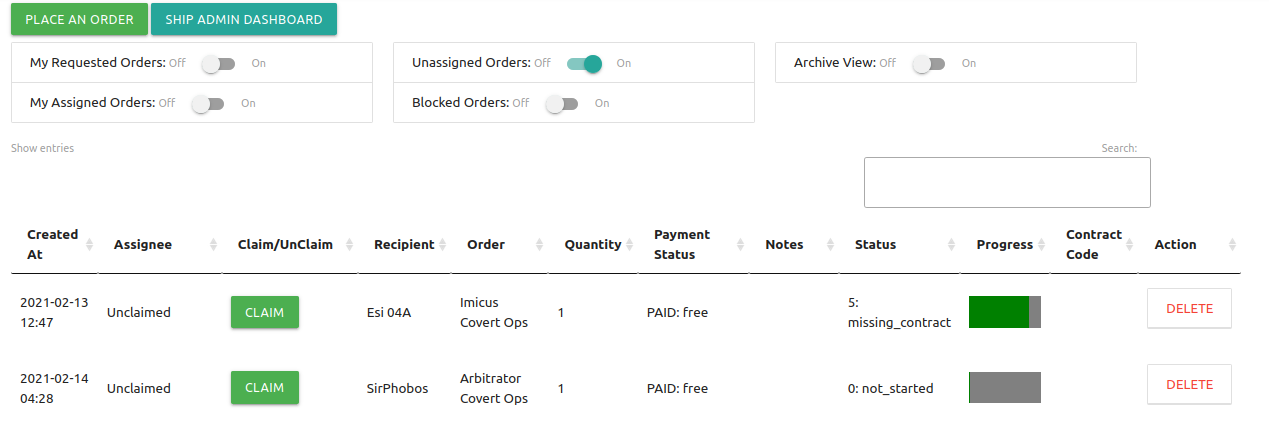 PLACE AN ORDER SHIP ADMIN DASHBOARD
My Requested Orders: Off On Unassigned Orders: Off On Archive View: Off On
My Assigned Orders: Off On Blocked Orders: Off On
Show entries Search:
Created At Assignee Claim/UnClaim Recipient Order Quantity Payment Status Notes Status Progress Contract Code Action
2021-02-13 12:47 Unclaimed CLAIM Esi 04A Imicus Covert Ops 1 PAID: free 5: missing_contract DELETE
2021-02-14 04:28 Unclaimed CLAIM SirPhobos Arbitrator Covert Ops 1 PAID: free 0: not_started DELETE